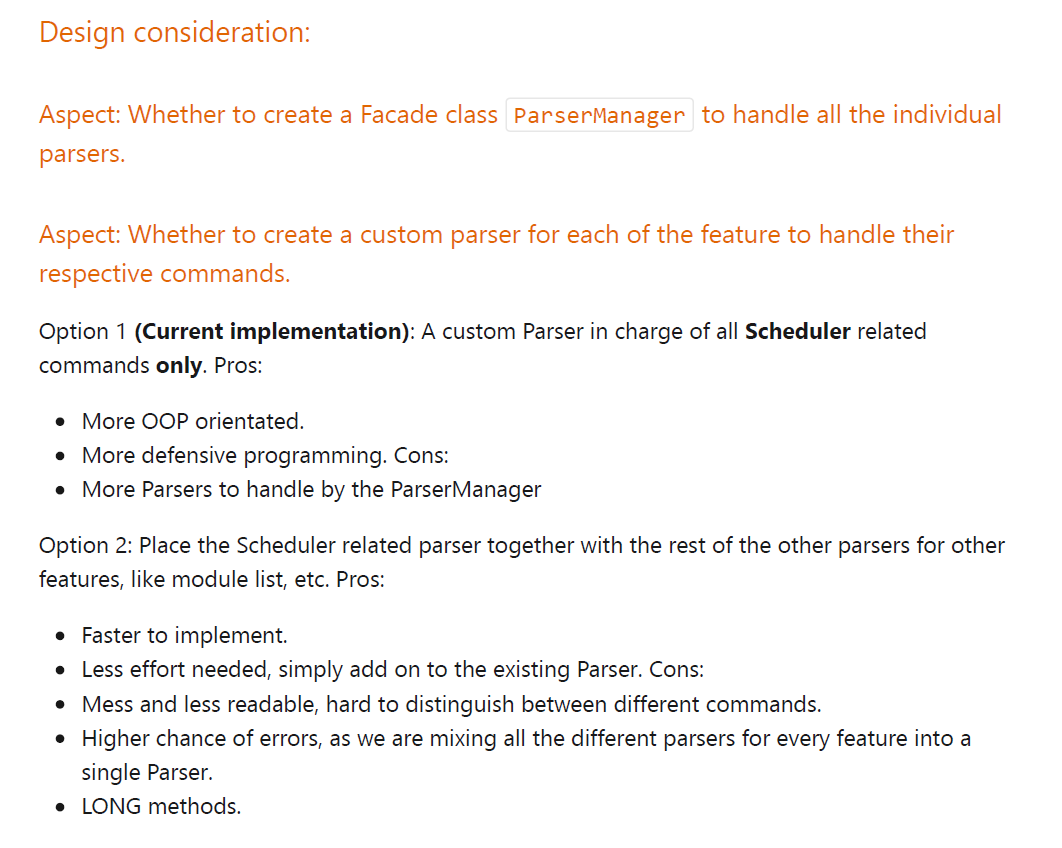 Design consideration:
Aspect: Whether to create a Facade class ParserManager to handle all the individual
parsers.
Aspect: Whether to create a custom parser for each of the feature to handle their
respective commands.
Option 1 (Current implementation): A custom Parser in charge of all Scheduler related
commands only. Pros:
• More OOP orientated.
• More defensive programming. Cons:
• More Parsers to handle by the ParserManager
Option 2: Place the Scheduler related parser together with the rest of the other parsers for other
features, like module list, etc. Pros:
• Faster to implement.
• Less effort needed, simply add on to the existing Parser. Cons:
• Mess and less readable, hard to distinguish between different commands.
• Higher chance of errors, as we are mixing all the different parsers for every feature into a
single Parser.
• LONG methods.